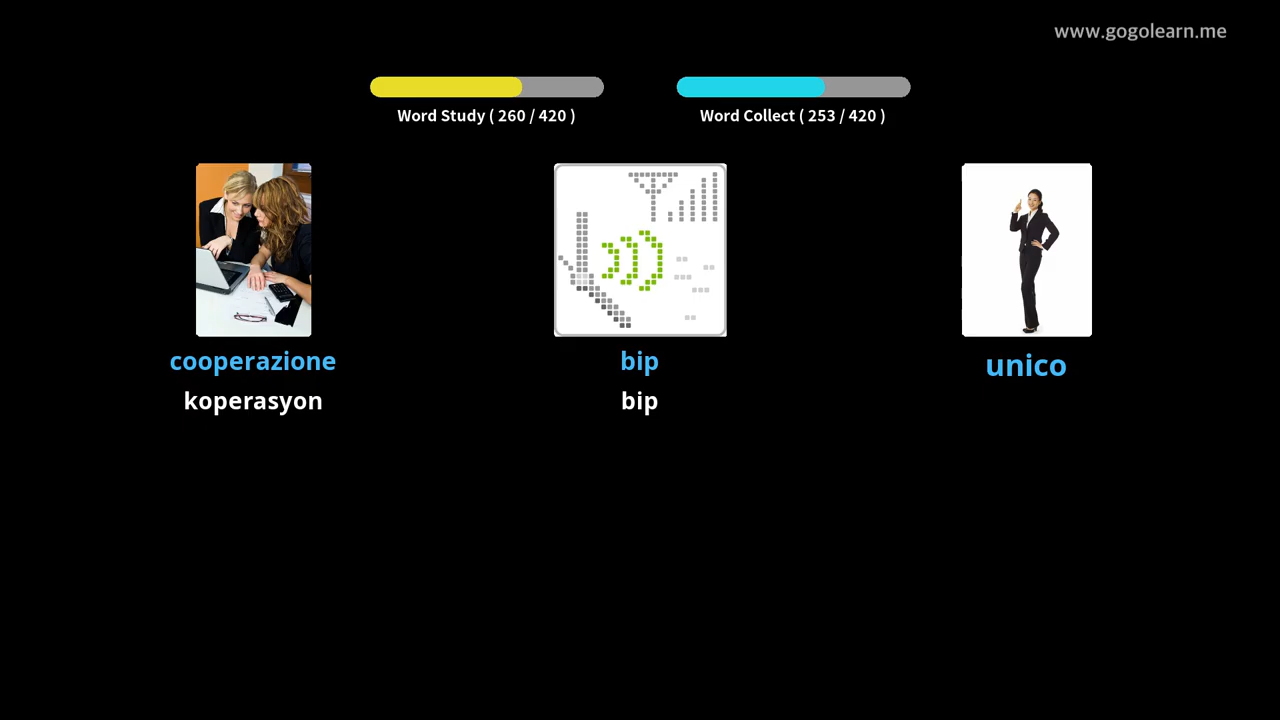 www.gogolearn.me
Word Study ( 260 / 420 )
Word Collect ( 253 / 420 )
cooperazione
koperasyon
bip
bip
unico